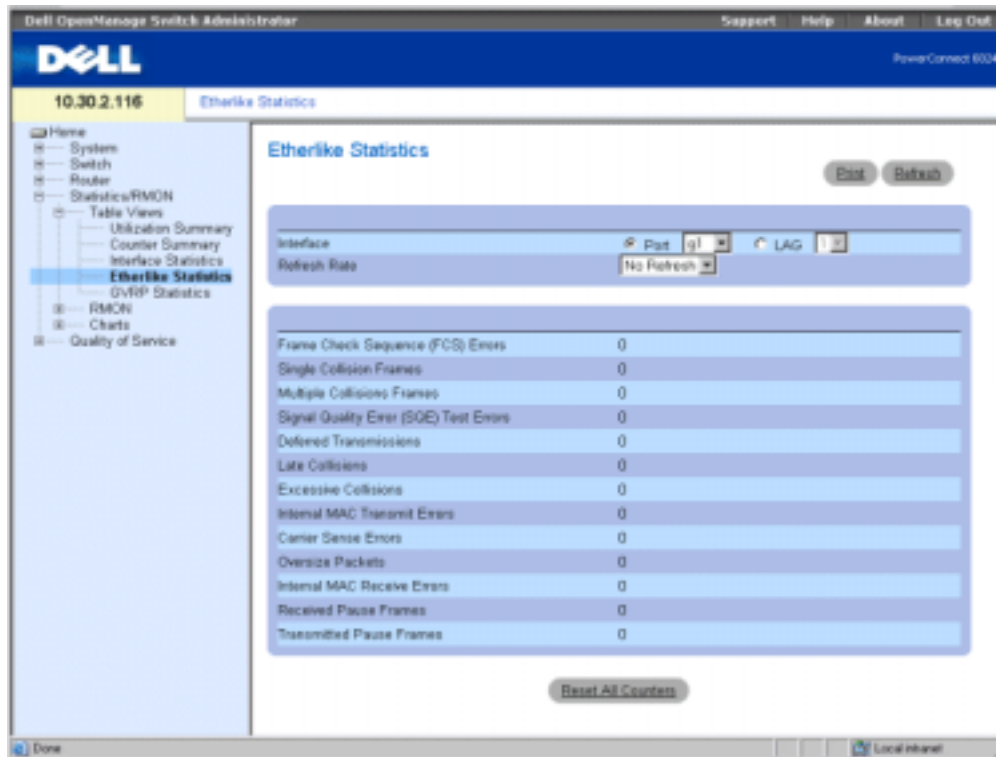 Dell OpenManage Switch Administrator
Support Help About Log Out
DELL
PowerConnect 6024
10.30.2.116
Etherlike Statistics
Home
System
Switch
Router
Statistics/RMON
Table Views
Utilization Summary
Counter Summary
Interface Statistics
Etherlike Statistics
GVRP Statistics
RMON
Charts
Quality of Service
Etherlike Statistics
Print Refresh
Interface Port g1 LAG 1
Refresh Rate No Refresh
Frame Check Sequence (FCS) Errors 0
Single Collision Frames 0
Multiple Collisions Frames 0
Signal Quality Error (SQE) Test Errors 0
Deferred Transmissions 0
Late Collisions 0
Excessive Collisions 0
Internal MAC Transmit Errors 0
Carrier Sense Errors 0
Oversize Packets 0
Internal MAC Receive Errors 0
Received Pause Frames 0
Transmitted Pause Frames 0
Reset All Counters
Done
Local intranet